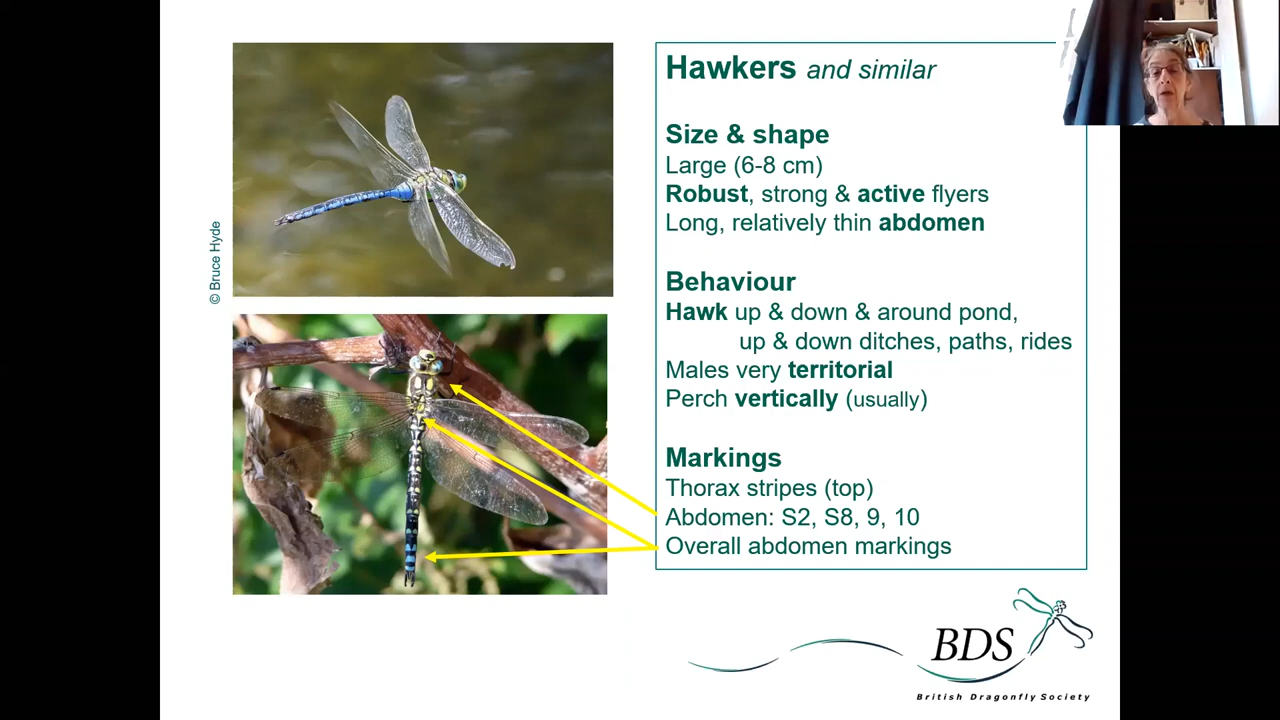 © Bruce Hyde
Hawkers and similar
Size & shape
Large (6-8 cm)
Robust, strong & active flyers
Long, relatively thin abdomen
Behaviour
Hawk up & down & around pond,
up & down ditches, paths, rides
Males very territorial
Perch vertically (usually)
Markings
Thorax stripes (top)
Abdomen: S2, S8, 9, 10
Overall abdomen markings
BDS
British Dragonfly Society